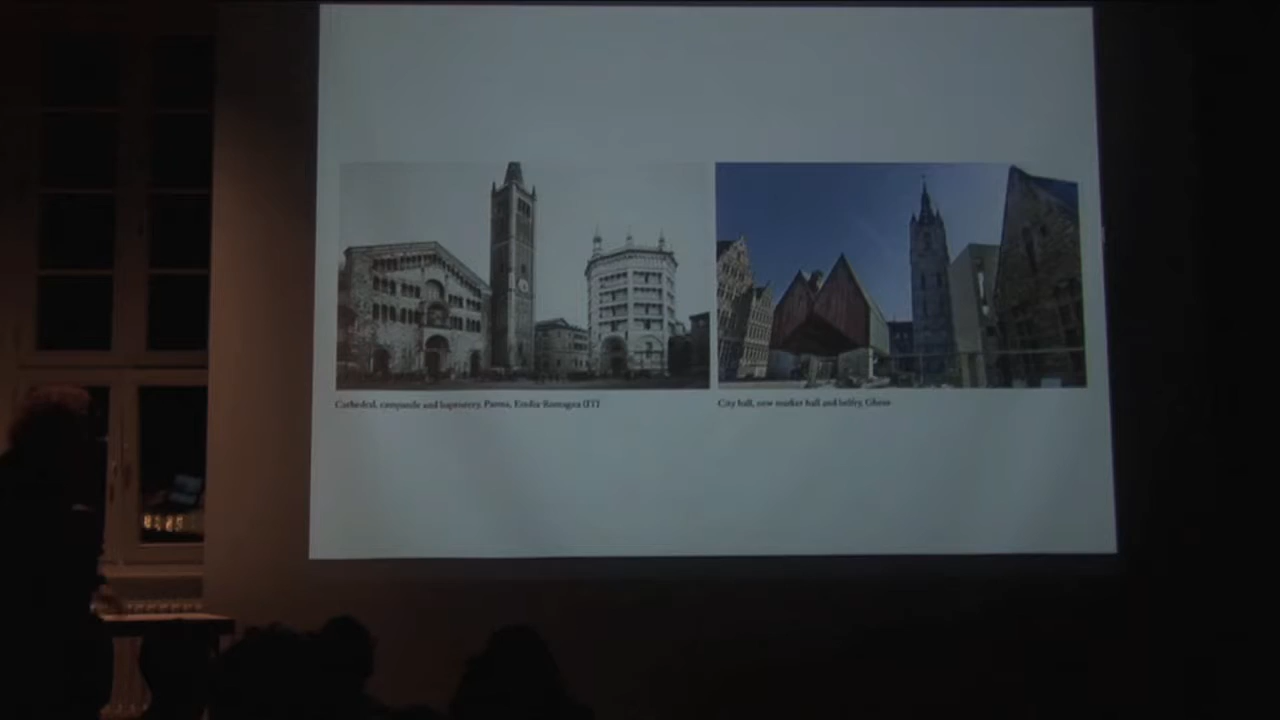 Cathedral, campanile and baptistery, Parma, Emilia-Romagna (IT)
City hall, new market hall and belfry, Ghent